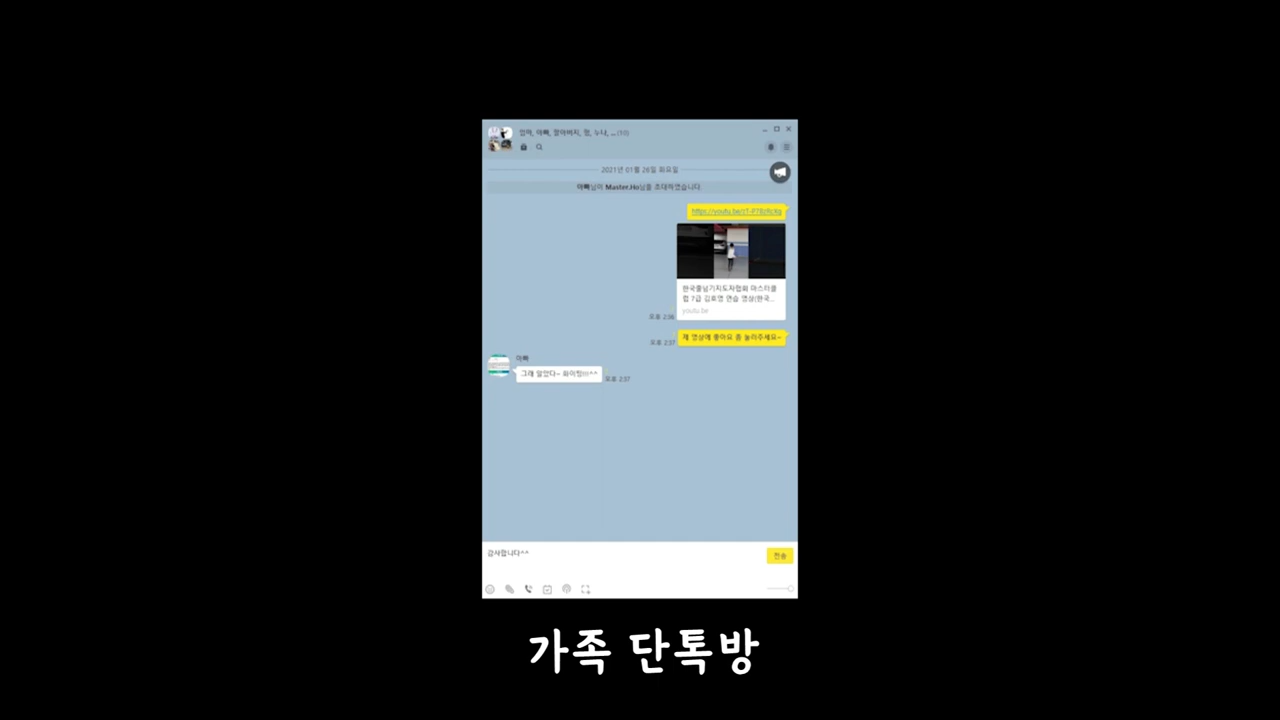 엄마, 아빠, 할아버지, 형, 누나, ... (10)
2021년 01월 26일 화요일
아빠님이 Master.Ho님을 초대하였습니다.
한국줄넘기지도자협회 마스터클
럽 7급 김효영 연습 영상(한국...
youtu.be
오후 2:36
제 영상에 좋아요 좀 눌러주세요~
오후 2:37
아빠
그래 알았다~ 화이팅!!!^^
오후 2:37
감사합니다^^
전송
가족 단톡방